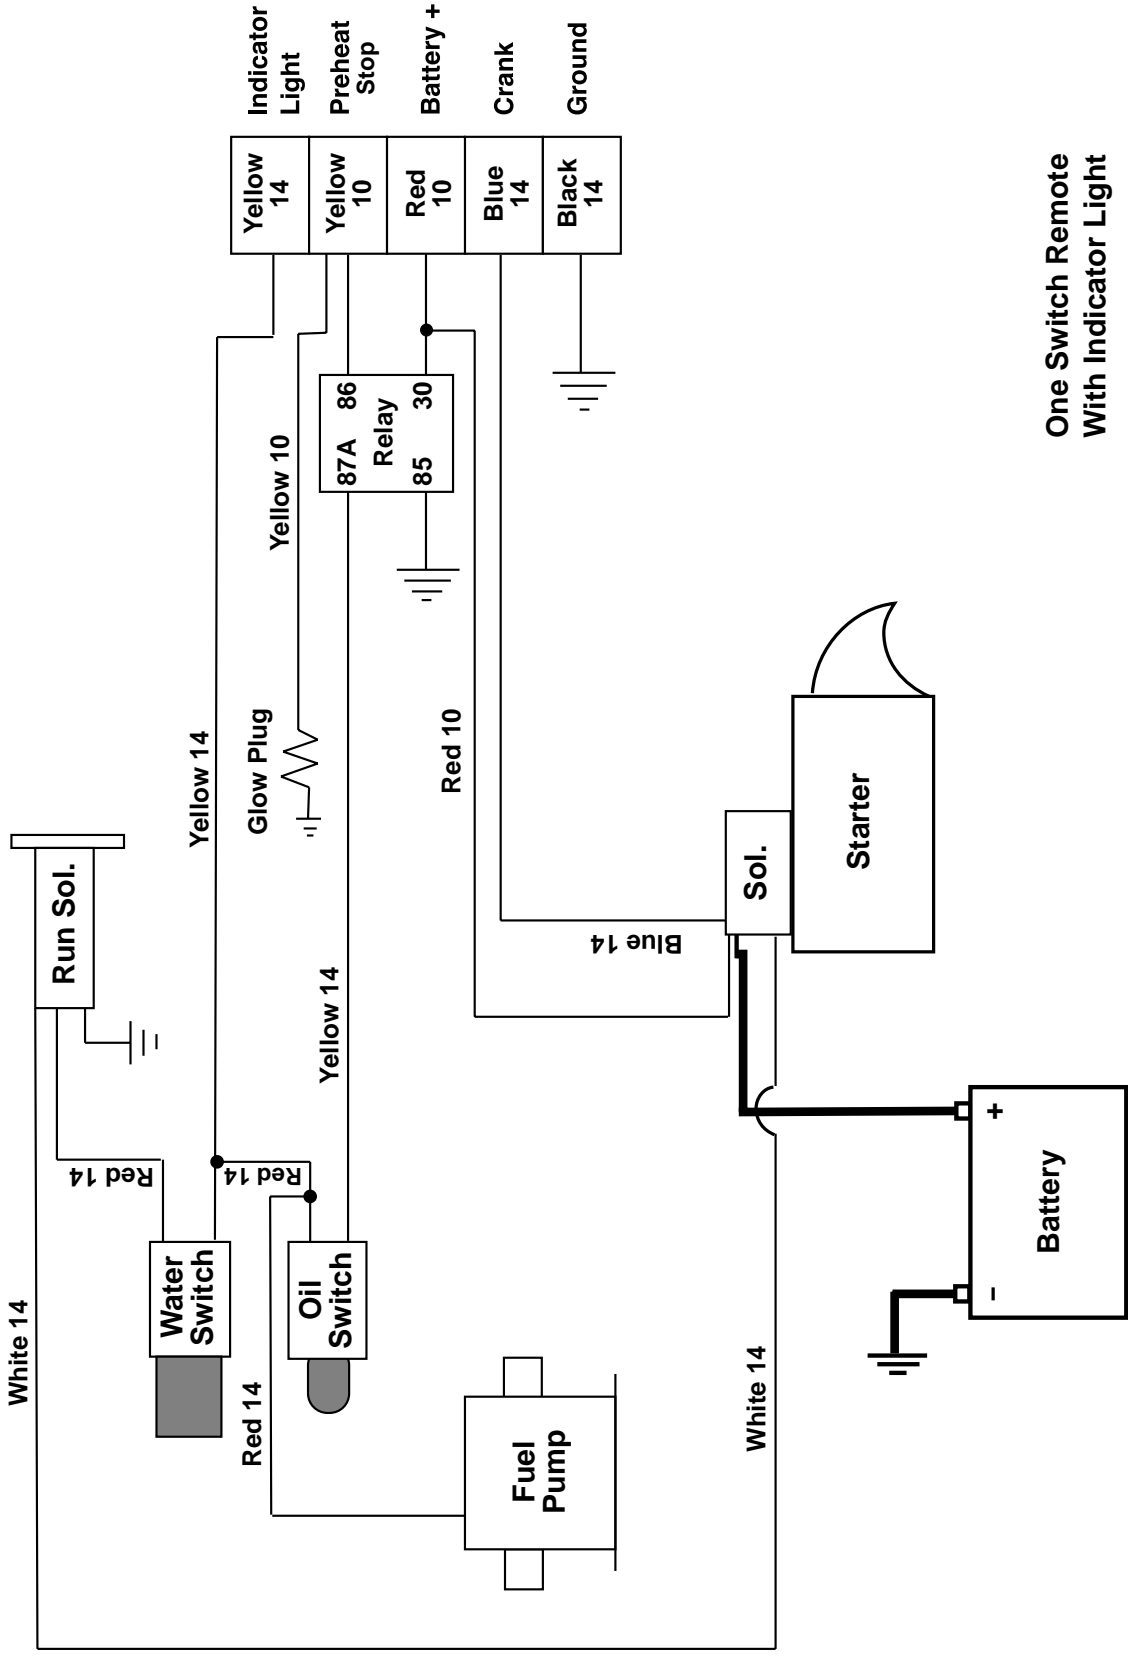 White 14
Run Sol.
Red 14
Water
Switch
Yellow 14
Red 14
Red 14
Oil
Switch
Glow Plug
Yellow 10
Yellow 14
87A
86
Relay
85
30
Yellow
14
Indicator
Light
Yellow
10
Preheat
Stop
Red
10
Battery +
Blue
14
Crank
Black
14
Ground
Red 10
Blue 14
Fuel
Pump
White 14
Sol.
Starter
Battery
–
+
One Switch Remote
With Indicator Light